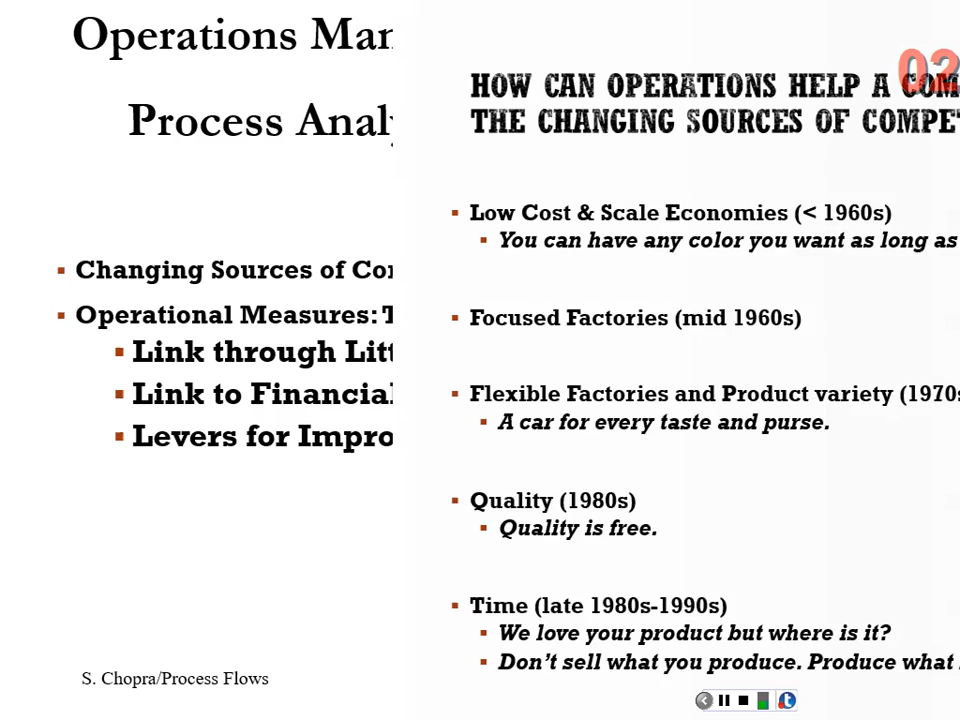 Operations Man
Process Analy
Changing Sources of Con
Operational Measures: T
Link through Litt
Link to Financial
Levers for Impro
S. Chopra/Process Flows
02
HOW CAN OPERATIONS HELP A COM
THE CHANGING SOURCES OF COMPET
Low Cost & Scale Economies (< 1960s)
You can have any color you want as long as
Focused Factories (mid 1960s)
Flexible Factories and Product variety (1970s
A car for every taste and purse.
Quality (1980s)
Quality is free.
Time (late 1980s-1990s)
We love your product but where is it?
Don’t sell what you produce. Produce what